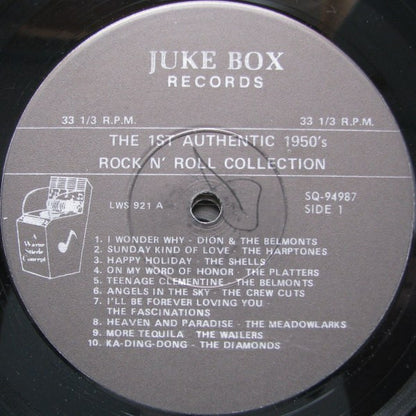 JUKE BOX
RECORDS
33 1/3 R.P.M. 33 1/3 R.P.M.
THE 1ST AUTHENTIC 1950's
ROCK N' ROLL COLLECTION
LWS 921 A
SQ-94987
SIDE 1
1. I WONDER WHY - DION & THE BELMONTS
2. SUNDAY KIND OF LOVE - THE HARPTONES
3. HAPPY HOLIDAY - THE SHELLS
4. ON MY WORD OF HONOR - THE PLATTERS
5. TEENAGE CLEMENTINE - THE BELMONTS
6. ANGELS IN THE SKY - THE CREW CUTS
7. I'LL BE FOREVER LOVING YOU -
THE FASCINATIONS
8. HEAVEN AND PARADISE - THE MEADOWLARKS
9. MORE TEQUILA - THE WAILERS
10. KA-DING-DONG - THE DIAMONDS
Concept